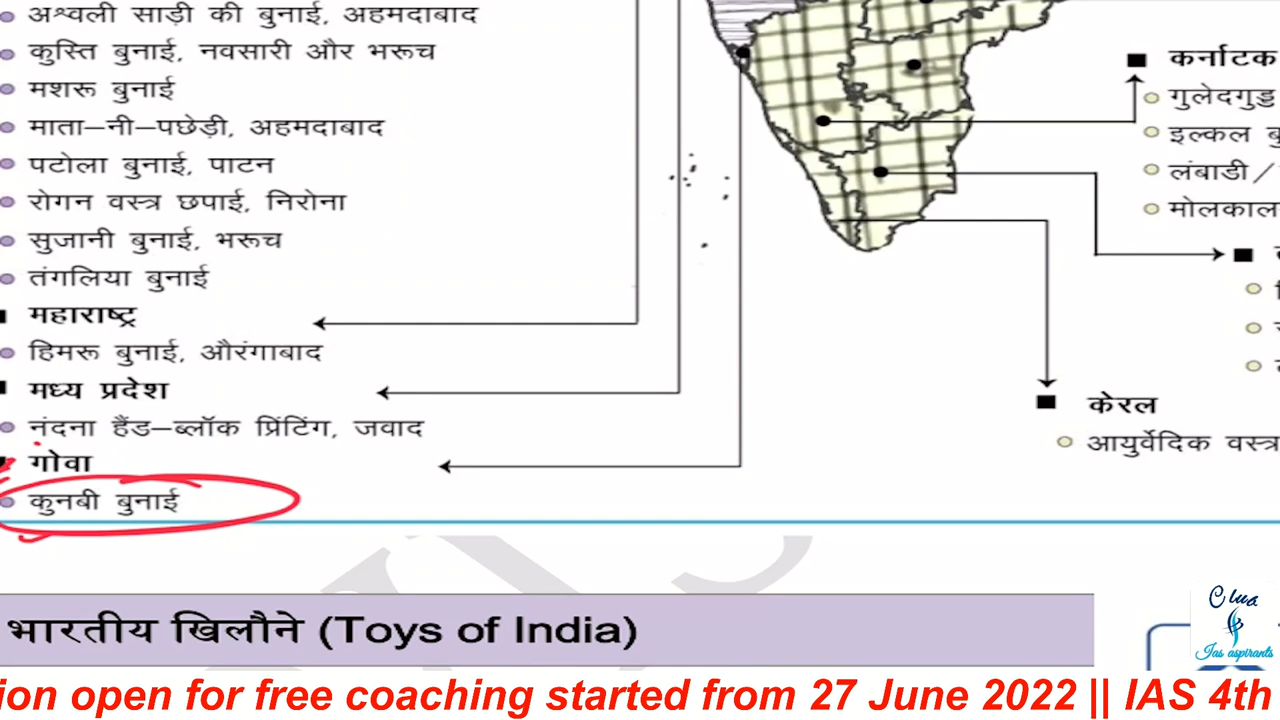 अश्वली साड़ी की बुनाई, अहमदाबाद
कुस्ति बुनाई, नवसारी और भरूच
मशरू बुनाई
माता–नी–पछेड़ी, अहमदाबाद
पटोला बुनाई, पाटन
रोगन वस्त्र छपाई, निरोना
सुजानी बुनाई, भरूच
तंगलिया बुनाई
महाराष्ट्र
हिमरू बुनाई, औरंगाबाद
मध्य प्रदेश
नंदना हैंड–ब्लॉक प्रिंटिंग, जवाद
गोवा
कुनबी बुनाई
कर्नाटक
गुलेदगुड्ड
इल्कल बु
लंबाडी /
मोलकाल
केरल
आयुर्वेदिक वस्त्र
भारतीय खिलौने (Toys of India)
Clue
Ias aspirants
ion open for free coaching started from 27 June 2022 || IAS 4th